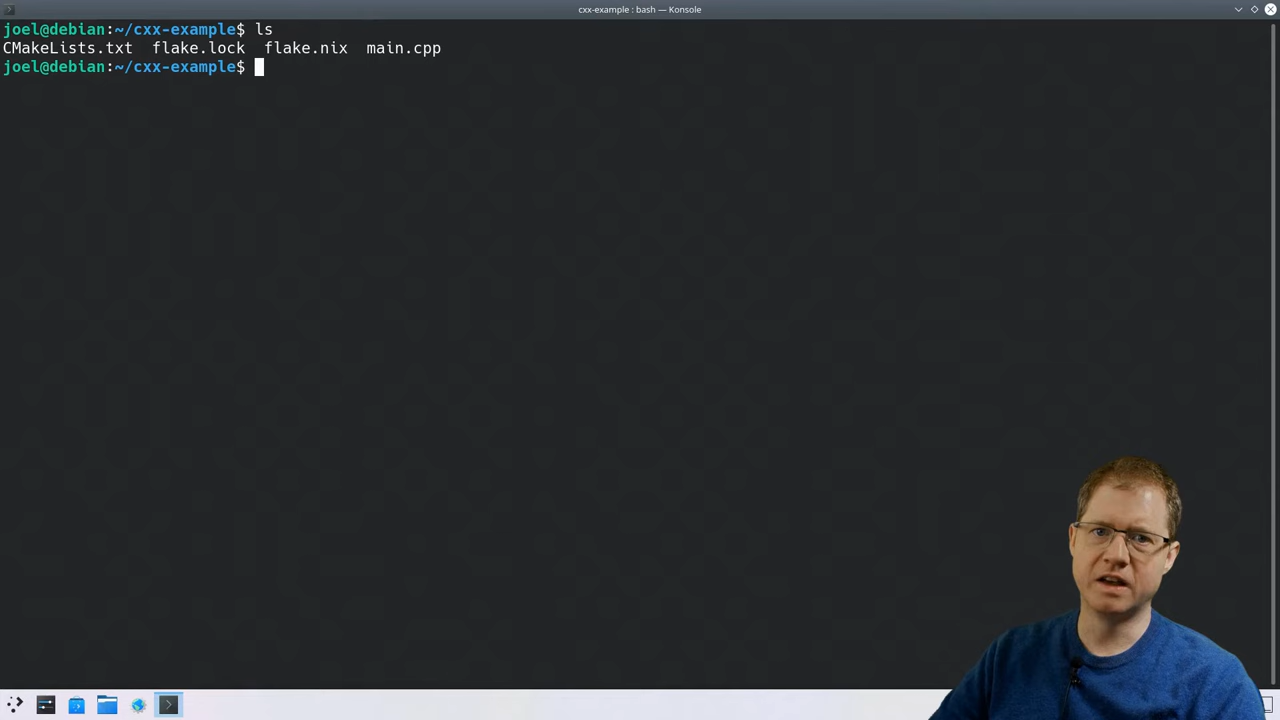 cxx-example : bash — Konsole
joel@debian:~/cxx-example$ ls
CMakeLists.txt  flake.lock  flake.nix  main.cpp
joel@debian:~/cxx-example$